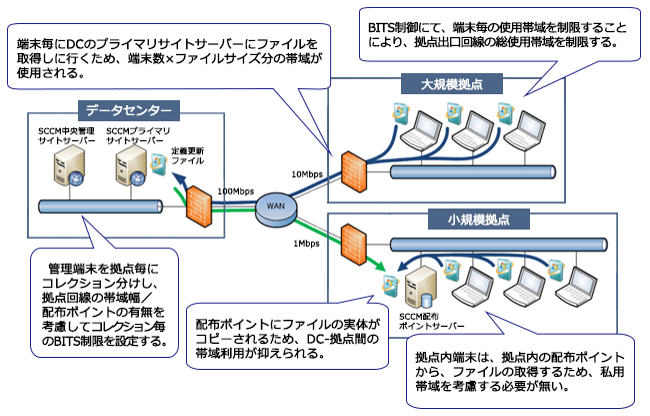 端末毎にDCのプライマリサイトサーバーにファイルを
取得しに行くため、端末数×ファイルサイズ分の帯域が
使用される。
BITS制御にて、端末毎の使用帯域を制限すること
により、拠点出口回線の総使用帯域を制限する。
大規模拠点
データセンター
SCCM中央管理
サイトサーバー
SCCMプライマリ
サイトサーバー
定義更新
ファイル
100Mbps
10Mbps
WAN
1Mbps
小規模拠点
SCCM配布
ポイントサーバー
管理端末を拠点毎に
コレクション分けし、
拠点回線の帯域幅／
配布ポイントの有無を
考慮してコレクション毎
のBITS制限を設定する。
配布ポイントにファイルの実体が
コピーされるため、DC-拠点間の
帯域利用が抑えられる。
拠点内端末は、拠点内の配布ポイント
から、ファイルの取得するため、私用
帯域を考慮する必要が無い。